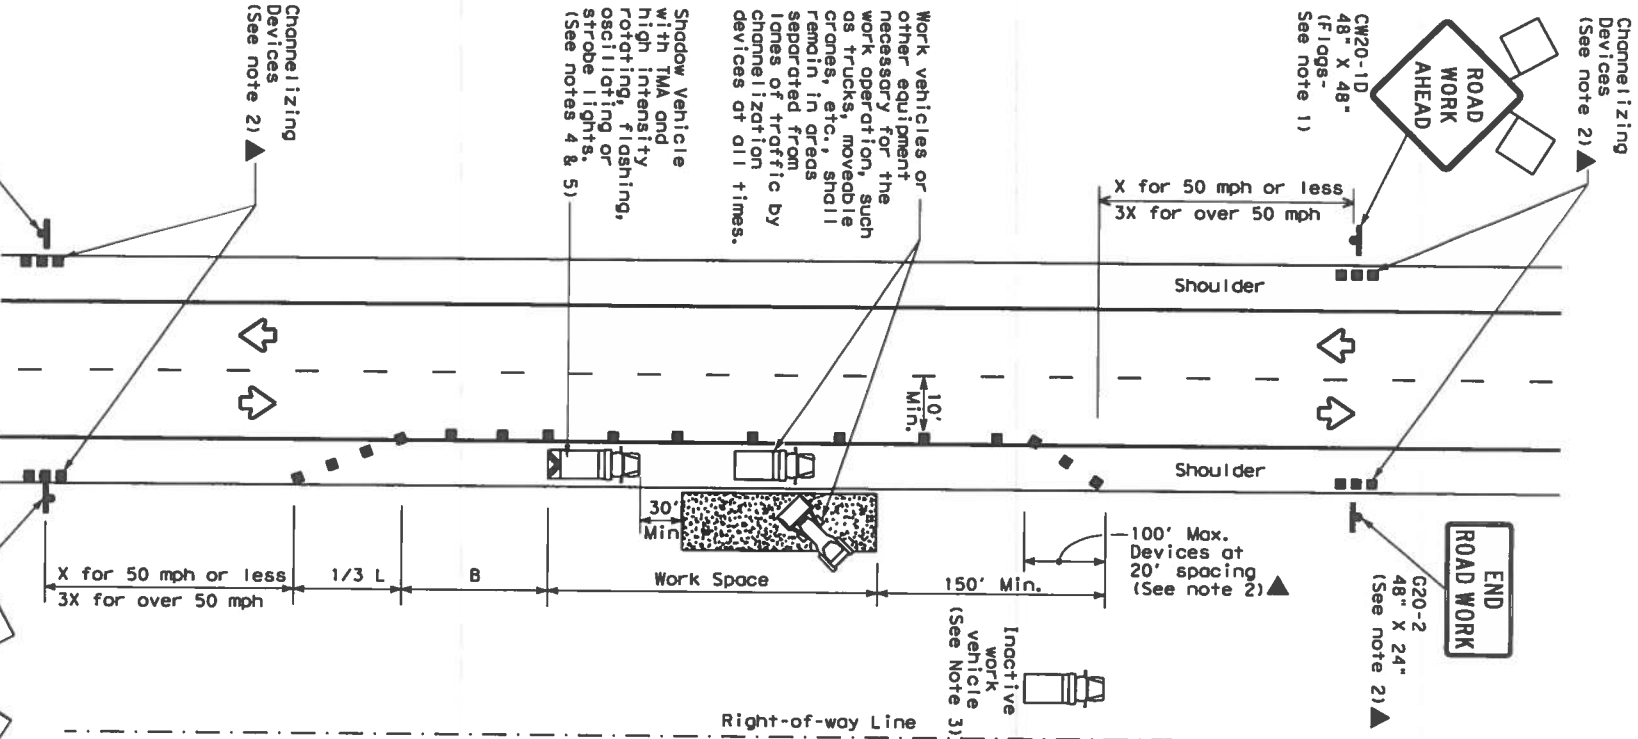 Channelizing
Devices
(See note 2)
ROAD
WORK
AHEAD
CW20-1D
48" X 48"
(Flags-
See note 1)
X for 50 mph or less
3X for over 50 mph
Work vehicles or
other equipment
necessary for the
work operation, such
as trucks, moveable
cranes, etc., shall
remain in areas
separated from
lanes of traffic by
channelization
devices at all times.
Shadow Vehicle
with TMA and
high intensity
rotating, flashing,
oscillating or
strobe lights.
(See notes 4 & 5)
Channelizing
Devices
(See note 2)
Shoulder
10'
Min.
Shoulder
30'
Min.
X for 50 mph or less
3X for over 50 mph
1/3 L
B
Work Space
150' Min.
100' Max.
Devices at
20' spacing
(See note 2)
END
ROAD WORK
G20-2
48" X 24"
(See note 2)
Inactive
work
vehicle
(See Note 3)
Right-of-way Line